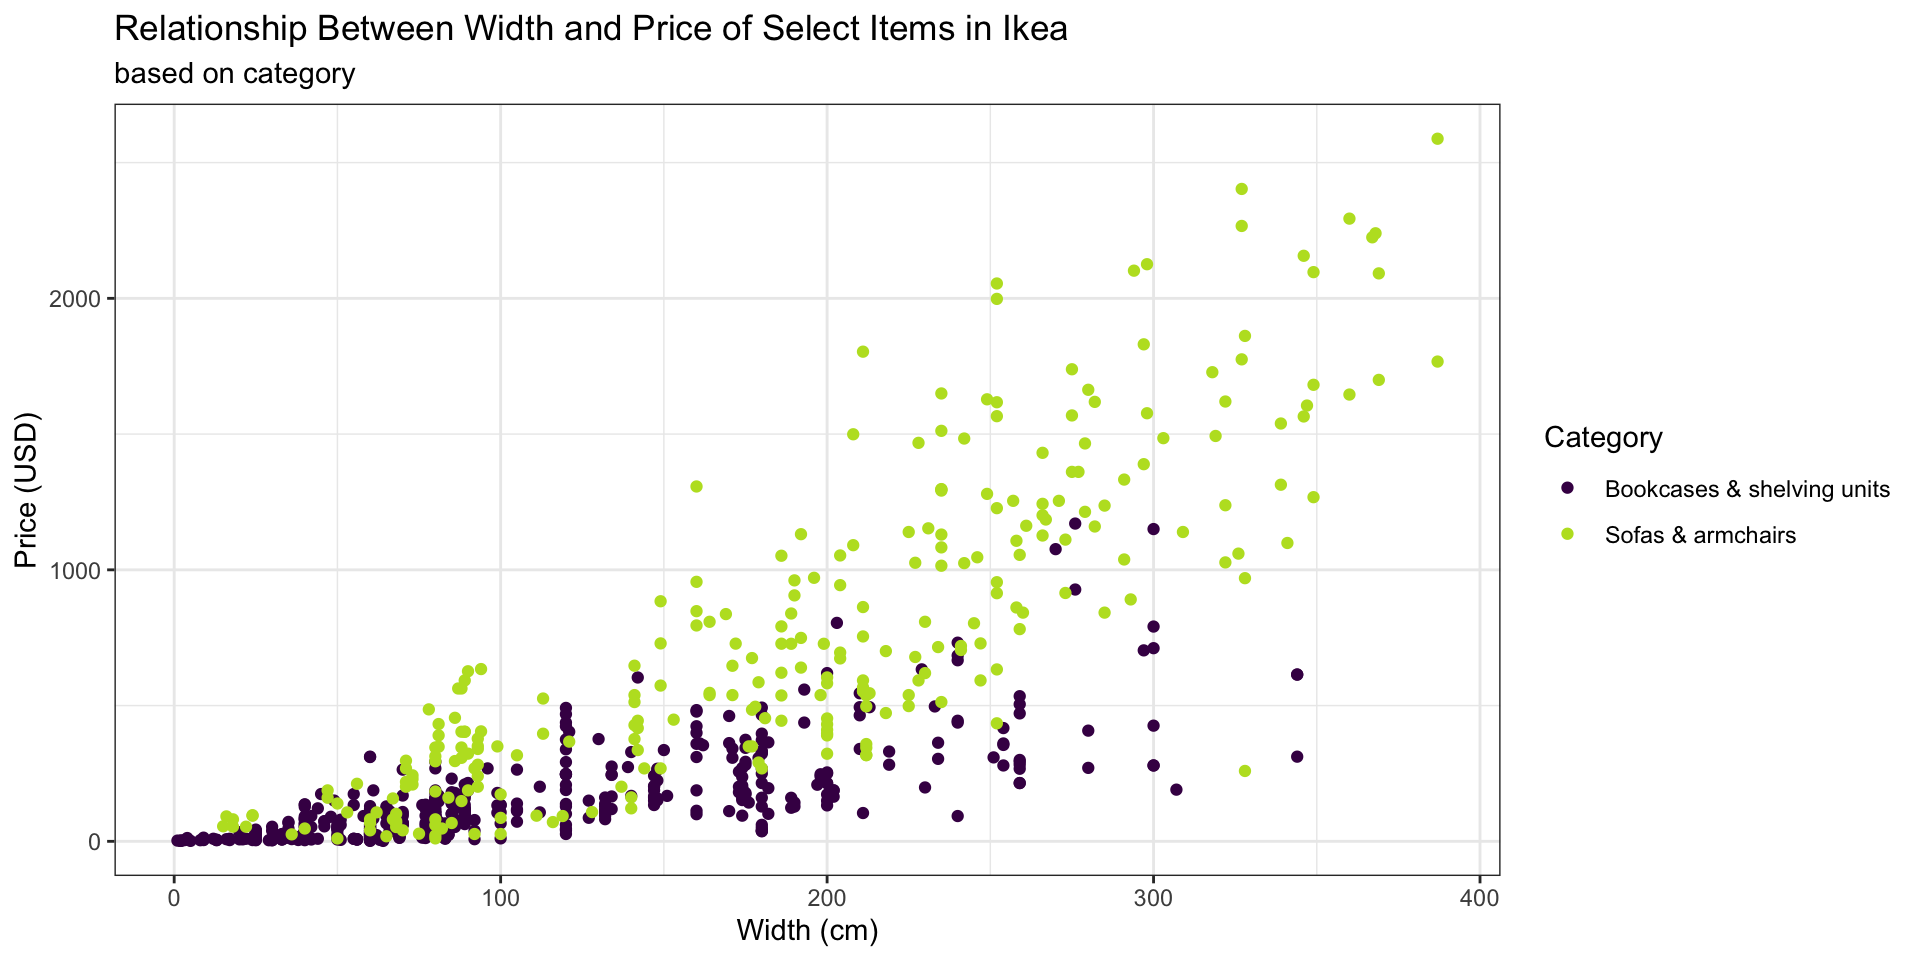 Relationship Between Width and Price of Select Items in Ikea
based on category
Price (USD)
2000
1000
0
0 100 200 300 400
Width (cm)
Category
Bookcases & shelving units
Sofas & armchairs